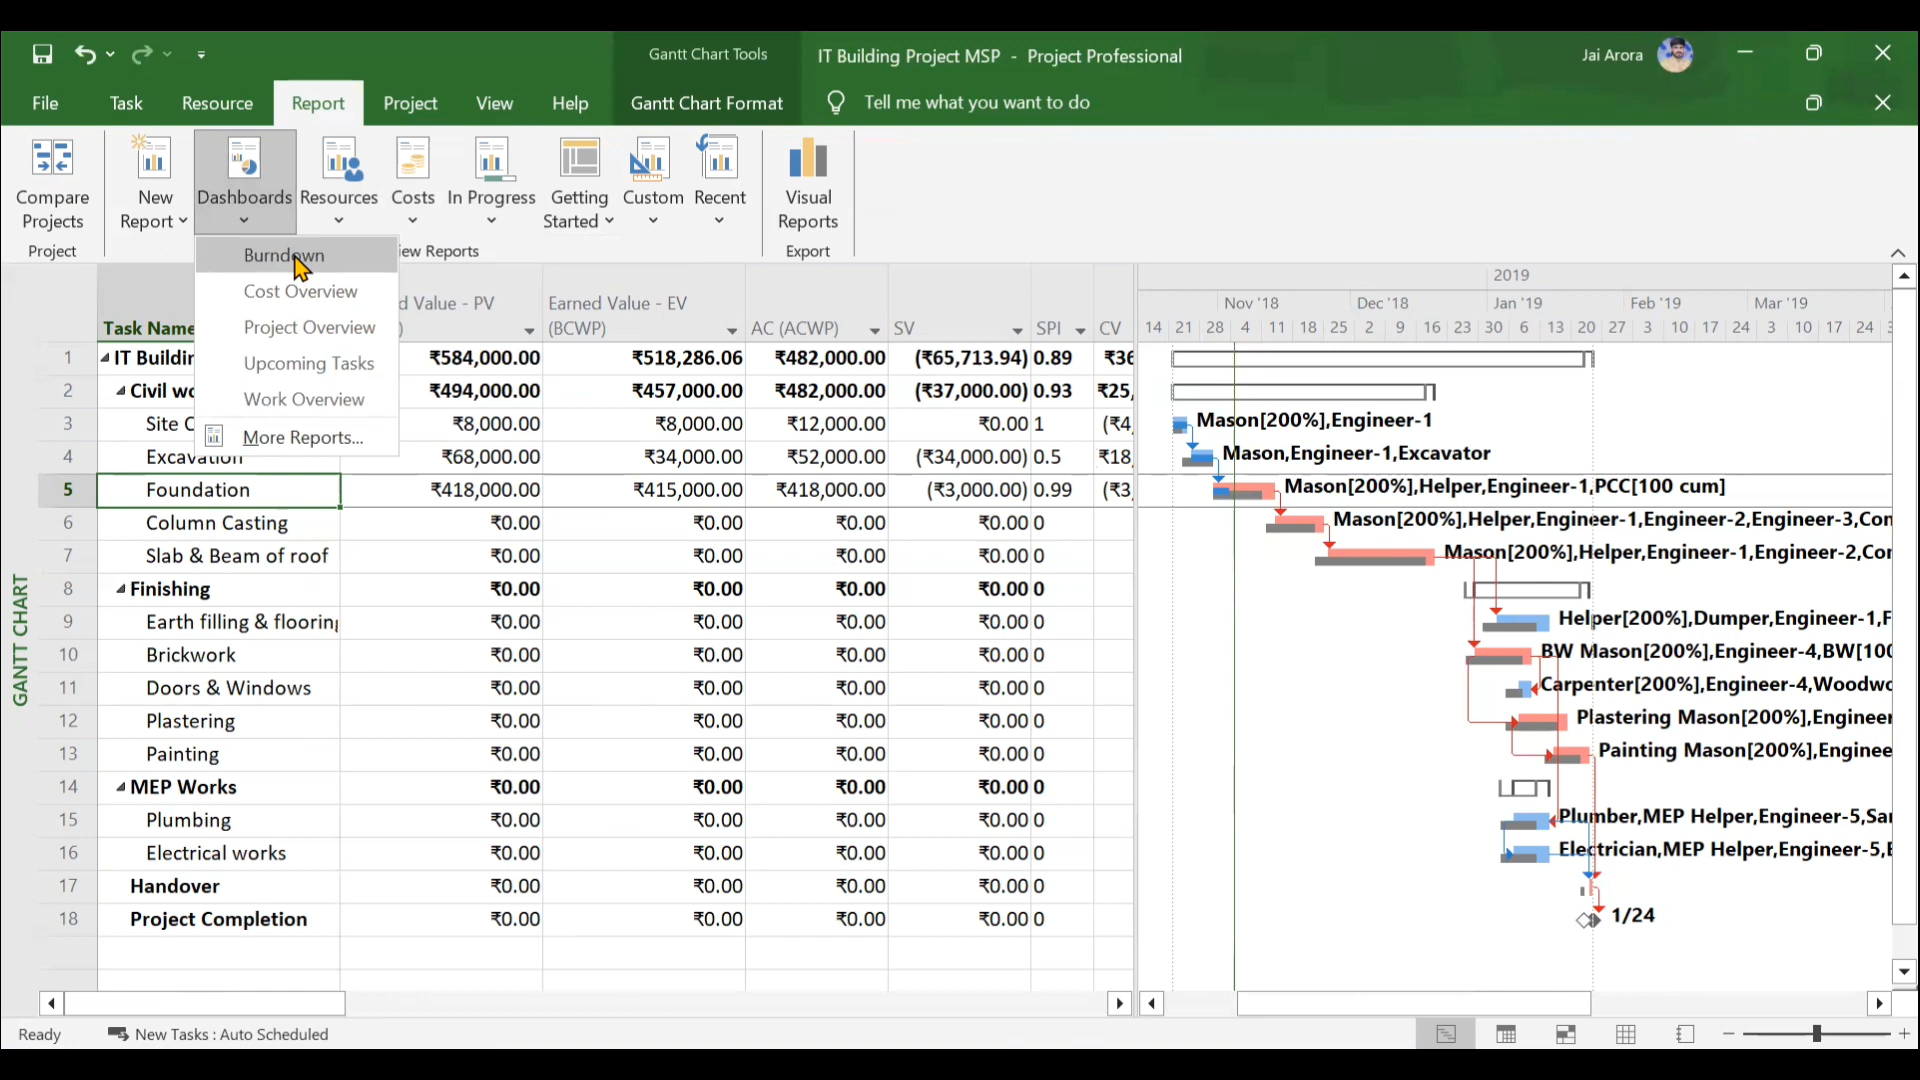 Gantt Chart Tools
IT Building Project MSP - Project Professional
Jai Arora
File Task Resource Report Project View Help Gantt Chart Format Tell me what you want to do
Compare Projects
New Report
Dashboards
Resources
Costs
In Progress
Getting Started
Custom
Recent
Visual Reports
Project
iew Reports
Export
Burndown
Cost Overview
Project Overview
Upcoming Tasks
Work Overview
More Reports...
2019
Nov '18 Dec '18 Jan '19 Feb '19 Mar '19
14 21 28 4 11 18 25 2 9 16 23 30 6 13 20 27 3 10 17 24 3 10 17 24
Task Name
d Value - PV
Earned Value - EV (BCWP)
AC (ACWP)
SV
SPI
CV
1 IT Buildin ₹584,000.00 ₹518,286.06 ₹482,000.00 (₹65,713.94) 0.89 ₹36
2 Civil wo ₹494,000.00 ₹457,000.00 ₹482,000.00 (₹37,000.00) 0.93 ₹25,
3 Site C ₹8,000.00 ₹8,000.00 ₹12,000.00 ₹0.00 1 (₹4,
4 Excavation ₹68,000.00 ₹34,000.00 ₹52,000.00 (₹34,000.00) 0.5 ₹18,
5 Foundation ₹418,000.00 ₹415,000.00 ₹418,000.00 (₹3,000.00) 0.99 (₹3,
6 Column Casting ₹0.00 ₹0.00 ₹0.00 ₹0.00 0
7 Slab & Beam of roof ₹0.00 ₹0.00 ₹0.00 ₹0.00 0
8 Finishing ₹0.00 ₹0.00 ₹0.00 ₹0.00 0
9 Earth filling & flooring ₹0.00 ₹0.00 ₹0.00 ₹0.00 0
10 Brickwork ₹0.00 ₹0.00 ₹0.00 ₹0.00 0
11 Doors & Windows ₹0.00 ₹0.00 ₹0.00 ₹0.00 0
12 Plastering ₹0.00 ₹0.00 ₹0.00 ₹0.00 0
13 Painting ₹0.00 ₹0.00 ₹0.00 ₹0.00 0
14 MEP Works ₹0.00 ₹0.00 ₹0.00 ₹0.00 0
15 Plumbing ₹0.00 ₹0.00 ₹0.00 ₹0.00 0
16 Electrical works ₹0.00 ₹0.00 ₹0.00 ₹0.00 0
17 Handover ₹0.00 ₹0.00 ₹0.00 ₹0.00 0
18 Project Completion ₹0.00 ₹0.00 ₹0.00 ₹0.00 0
Mason[200%],Engineer-1
Mason,Engineer-1,Excavator
Mason[200%],Helper,Engineer-1,PCC[100 cum]
Mason[200%],Helper,Engineer-1,Engineer-2,Engineer-3,Con
Mason[200%],Helper,Engineer-1,Engineer-2,Cor
Helper[200%],Dumper,Engineer-1,F
BW Mason[200%],Engineer-4,BW[100
Carpenter[200%],Engineer-4,Woodwo
Plastering Mason[200%],Engineer
Painting Mason[200%],Enginee
Plumber,MEP Helper,Engineer-5,Sar
Electrician,MEP Helper,Engineer-5,E
1/24
GANTT CHART
Ready New Tasks : Auto Scheduled